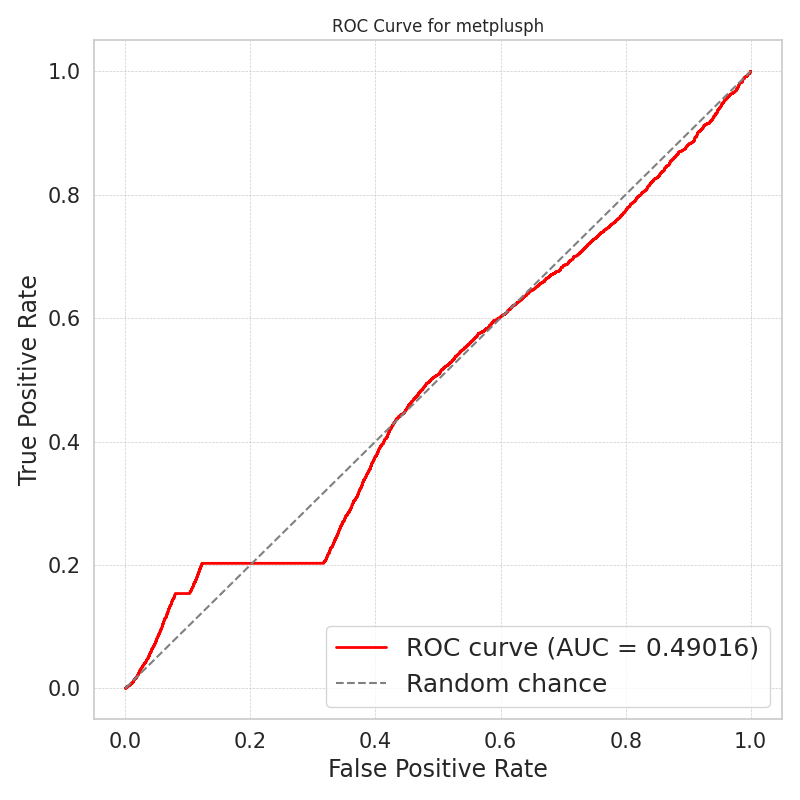 ROC Curve for metplusph
1.0
0.8
0.6
0.4
0.2
0.0
True Positive Rate
ROC curve (AUC = 0.49016)
Random chance
0.0 0.2 0.4 0.6 0.8 1.0
False Positive Rate